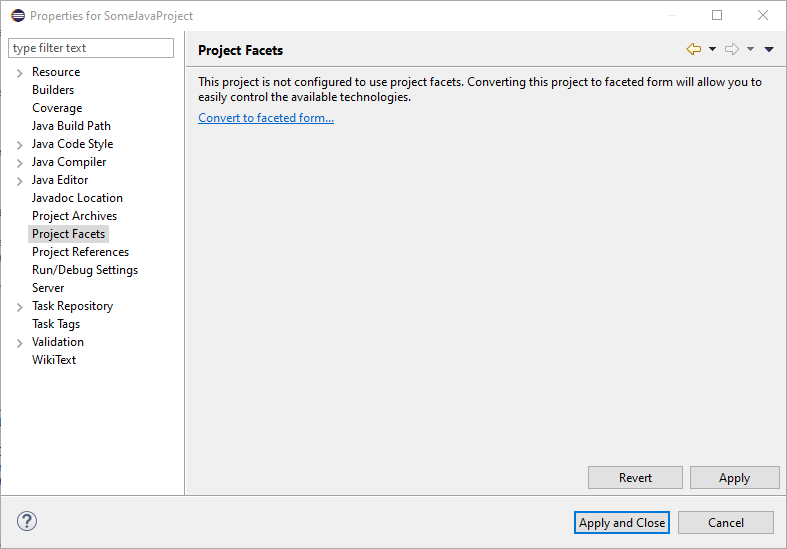 Properties for SomeJavaProject
type filter text
Resource
Builders
Coverage
Java Build Path
Java Code Style
Java Compiler
Java Editor
Javadoc Location
Project Archives
Project Facets
Project References
Run/Debug Settings
Server
Task Repository
Task Tags
Validation
WikiText
Project Facets
This project is not configured to use project facets. Converting this project to faceted form will allow you to
easily control the available technologies.
Convert to faceted form...
Revert
Apply
Apply and Close
Cancel